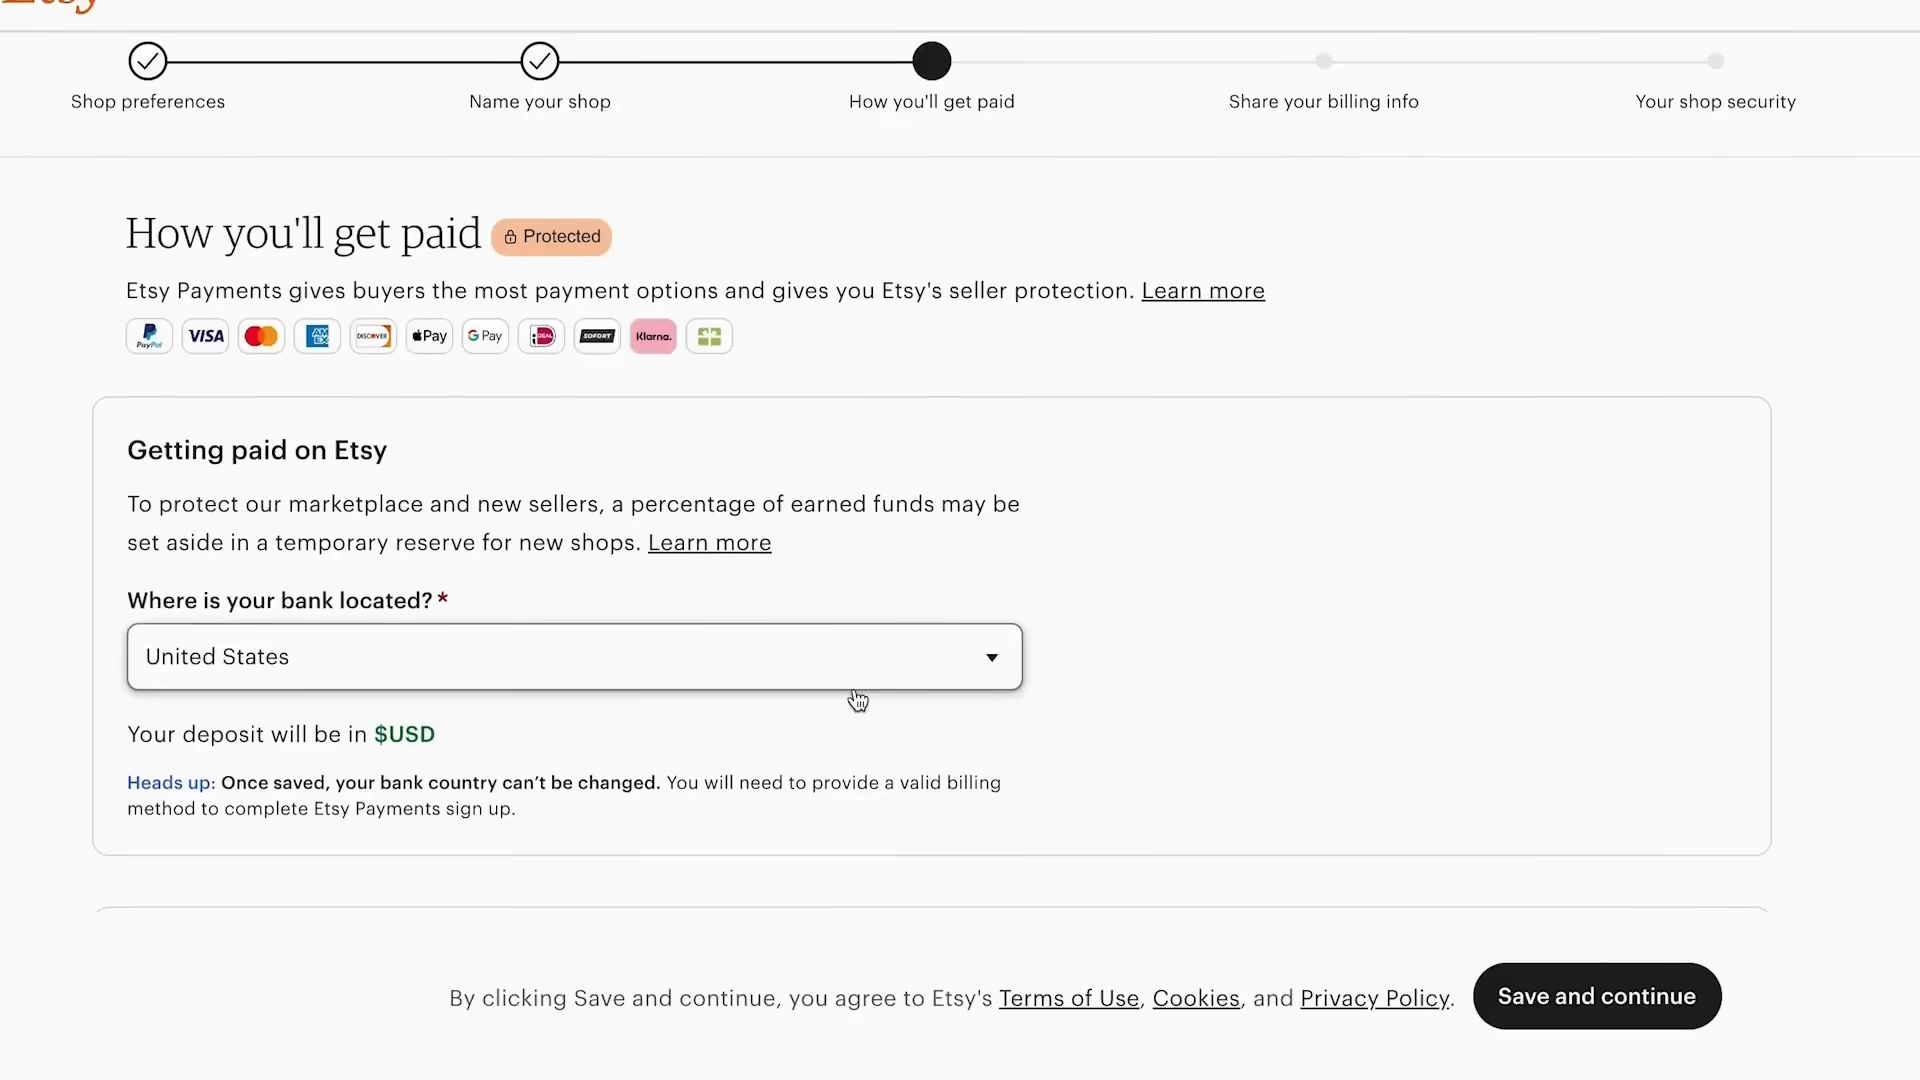 Etsy
Shop preferences
Name your shop
How you'll get paid
Share your billing info
Your shop security
How you'll get paid
Protected
Etsy Payments gives buyers the most payment options and gives you Etsy's seller protection. Learn more
PayPal VISA AMEX DISCOVER Pay G Pay iDEAL SOFORT Klarna.
Getting paid on Etsy
To protect our marketplace and new sellers, a percentage of earned funds may be
set aside in a temporary reserve for new shops. Learn more
Where is your bank located? *
United States
Your deposit will be in $USD
Heads up: Once saved, your bank country can’t be changed. You will need to provide a valid billing
method to complete Etsy Payments sign up.
By clicking Save and continue, you agree to Etsy's Terms of Use, Cookies, and Privacy Policy.
Save and continue